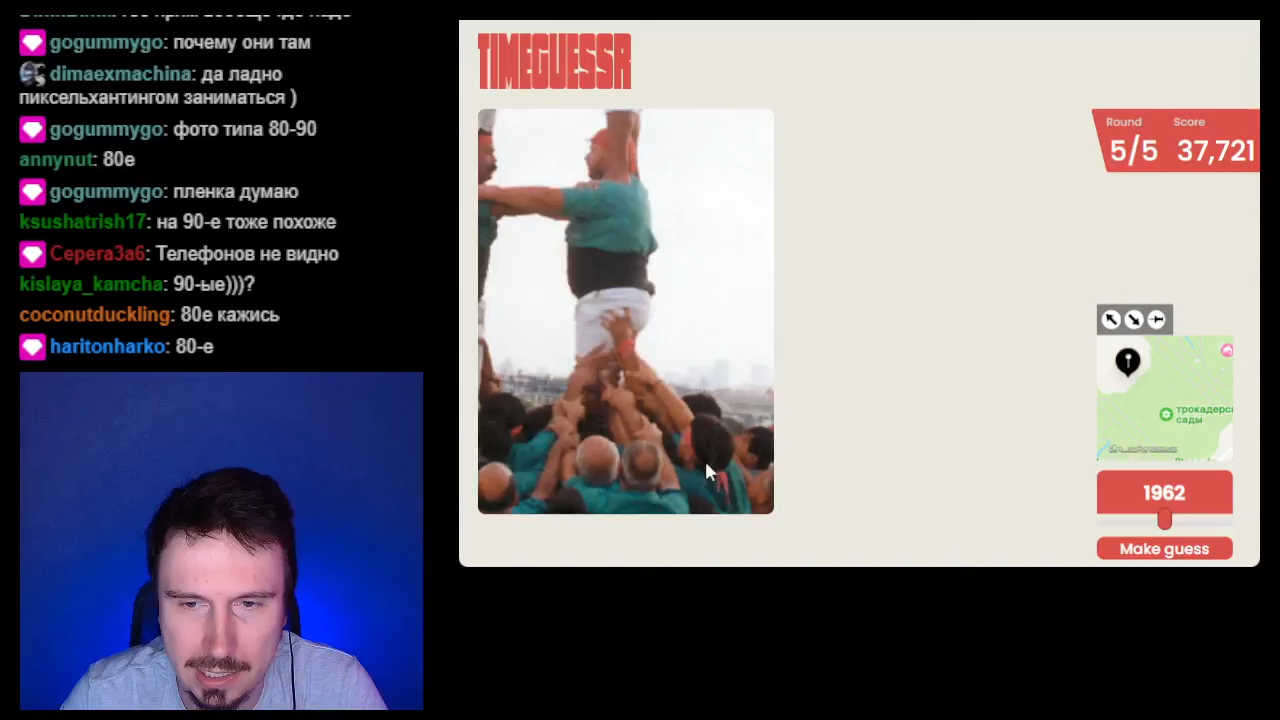 gogummygo: почему они там
dimaexmachina: да ладно
пиксельхантингом заниматься )
gogummygo: фото типа 80-90
annynut: 80е
gogummygo: пленка думаю
ksushatrish17: на 90-е тоже похоже
Сера3а6: Телефонов не видно
kislaya_kamcha: 90-ые)))?
coconutduckling: 80е кажись
haritonharko: 80-е
TIMEGUESSR
Round Score
5/5 37,721
трокадерс
сады
1962
Make guess